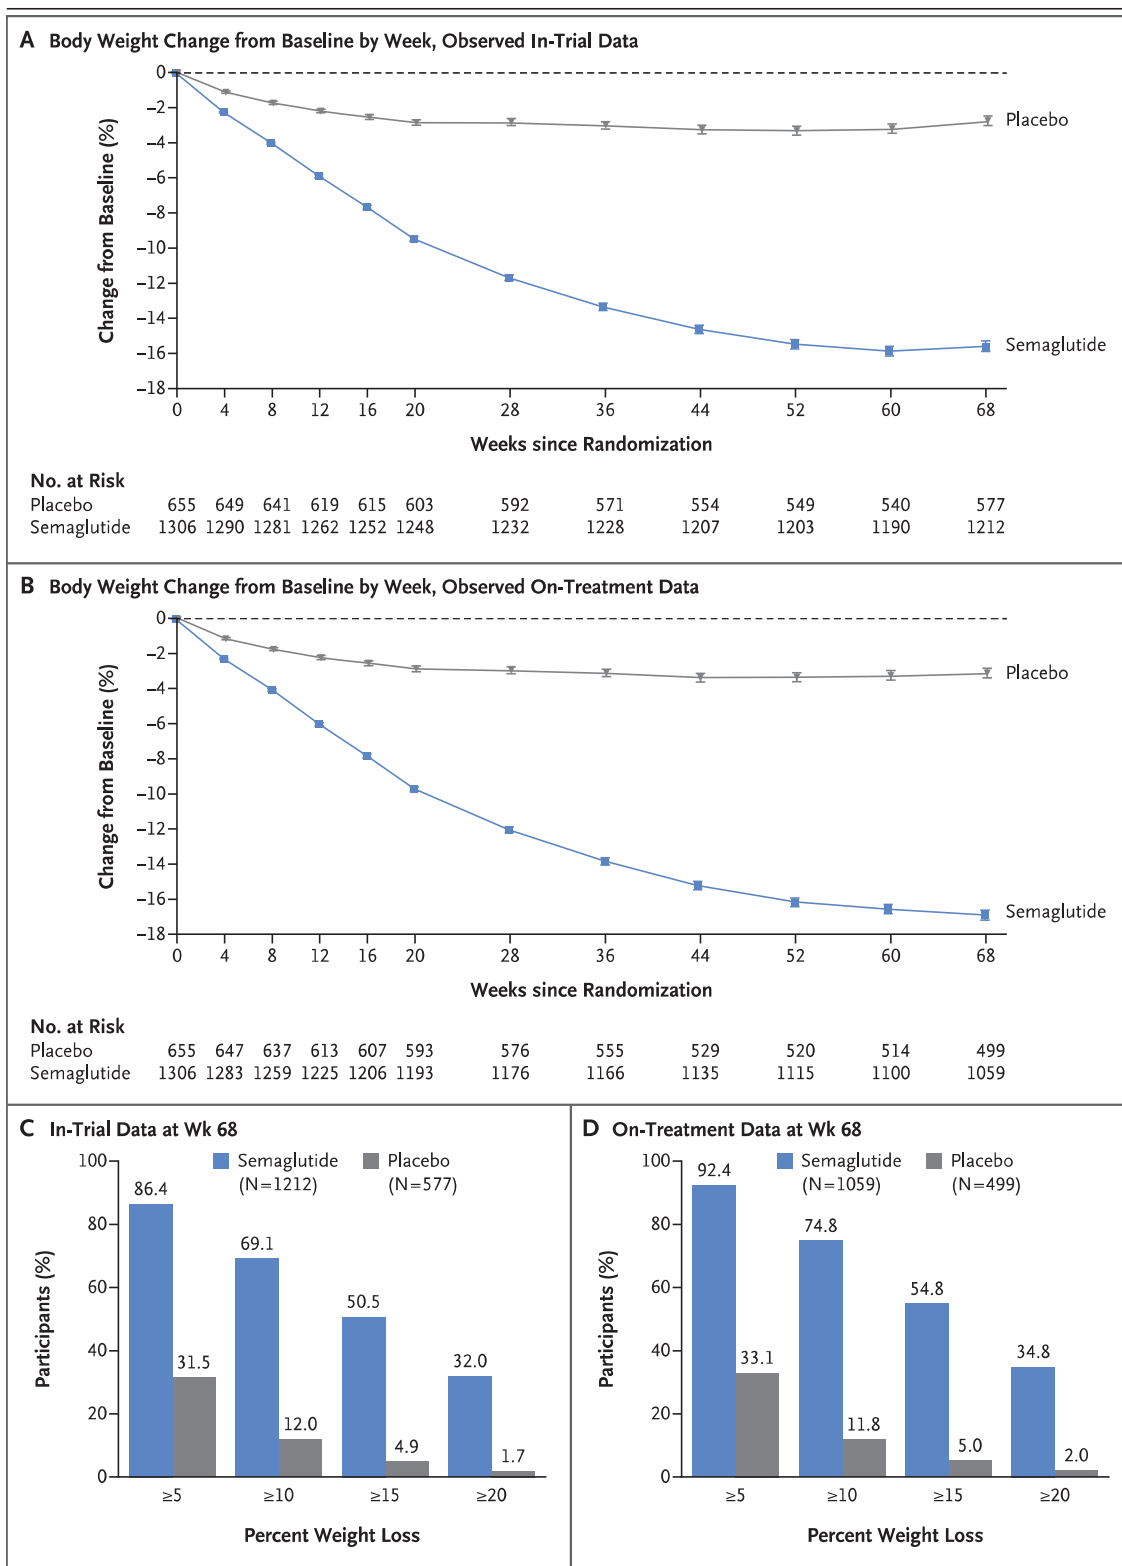 A Body Weight Change from Baseline by Week, Observed In-Trial Data
Change from Baseline (%)
0
−2
−4
−6
−8
−10
−12
−14
−16
−18
Placebo
Semaglutide
0 4 8 12 16 20 28 36 44 52 60 68
Weeks since Randomization
No. at Risk
Placebo 655 649 641 619 615 603 592 571 554 549 540 577
Semaglutide 1306 1290 1281 1262 1252 1248 1232 1228 1207 1203 1190 1212
B Body Weight Change from Baseline by Week, Observed On-Treatment Data
Change from Baseline (%)
0
−2
−4
−6
−8
−10
−12
−14
−16
−18
Placebo
Semaglutide
0 4 8 12 16 20 28 36 44 52 60 68
Weeks since Randomization
No. at Risk
Placebo 655 647 637 613 607 593 576 555 529 520 514 499
Semaglutide 1306 1283 1259 1225 1206 1193 1176 1166 1135 1115 1100 1059
C In-Trial Data at Wk 68
Participants (%)
100
80
60
40
20
0
Semaglutide (N=1212)
Placebo (N=577)
86.4
31.5
69.1
12.0
50.5
4.9
32.0
1.7
≥5 ≥10 ≥15 ≥20
Percent Weight Loss
D On-Treatment Data at Wk 68
Participants (%)
100
80
60
40
20
0
Semaglutide (N=1059)
Placebo (N=499)
92.4
33.1
74.8
11.8
54.8
5.0
34.8
2.0
≥5 ≥10 ≥15 ≥20
Percent Weight Loss